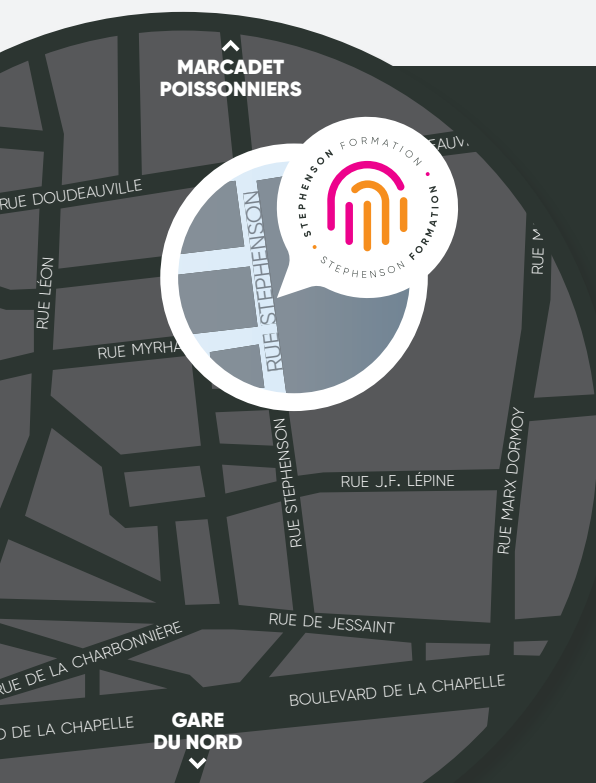 MARCADET
POISSONNIERS
STEPHENSON FORMATION
STEPHENSON FORMATION
RUE DOUDEAUVILLE
RUE LÉON
RUE STEPHENSON
RUE MYRHA
RUE STEPHENSON
RUE J.F. LÉPINE
RUE MARX DORMOY
RUE DE JESSAINT
RUE DE LA CHARBONNIÈRE
BOULEVARD DE LA CHAPELLE
DE LA CHAPELLE
GARE
DU NORD